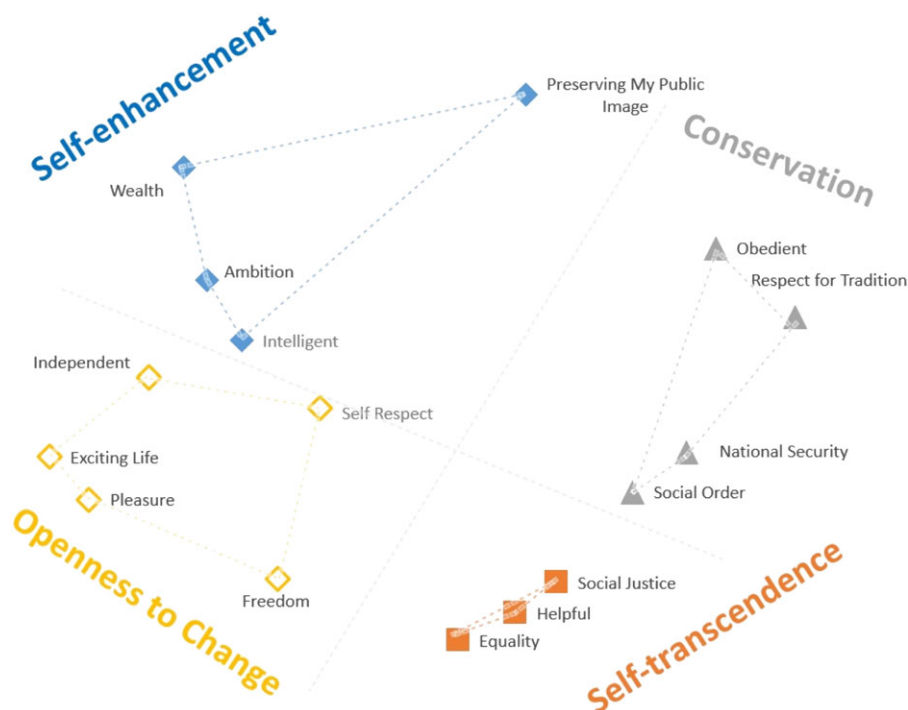 Self-enhancement
Preserving My Public
Image
Conservation
Wealth
Obedient
Ambition
Respect for Tradition
Intelligent
Independent
Self Respect
Exciting Life
National Security
Pleasure
Social Order
Openness to Change
Freedom
Social Justice
Helpful
Equality
Self-transcendence